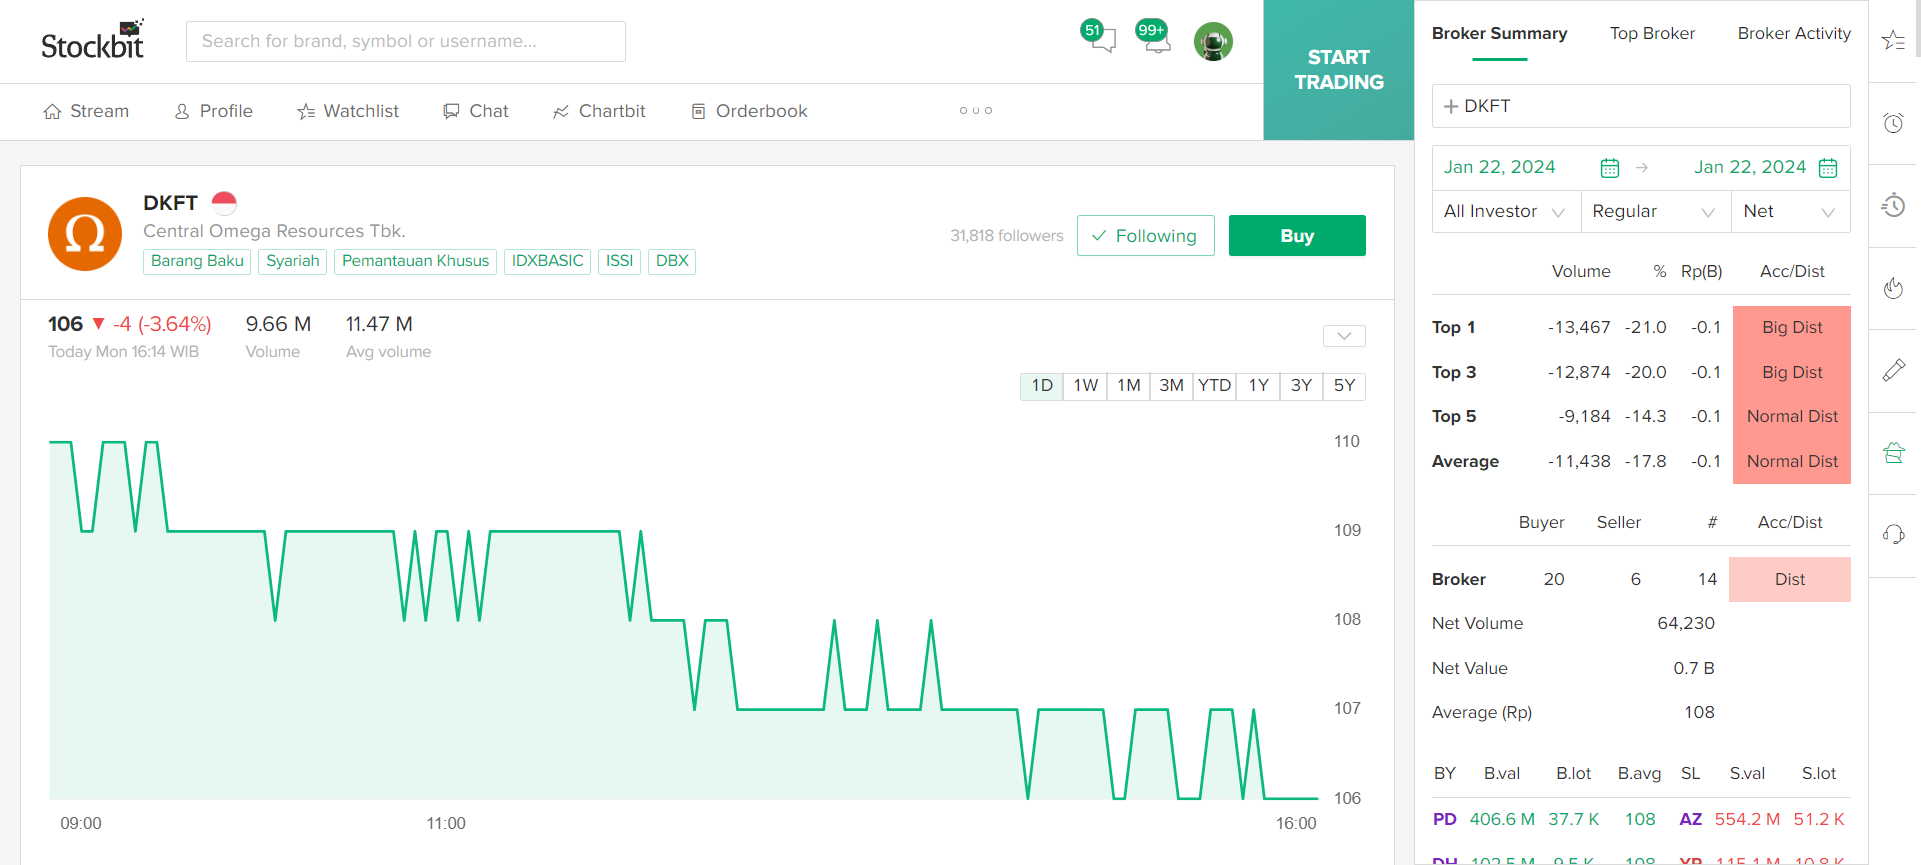 Stockbit
Search for brand, symbol or username...
51
99+
START
TRADING
Stream
Profile
Watchlist
Chat
Chartbit
Orderbook
DKFT
Central Omega Resources Tbk.
Barang Baku
Syariah
Pemantauan Khusus
IDXBASIC
ISSI
DBX
31,818 followers
Following
Buy
106 ▼ -4 (-3.64%)
9.66 M
11.47 M
Today Mon 16:14 WIB
Volume
Avg volume
1D 1W 1M 3M YTD 1Y 3Y 5Y
110
109
108
107
106
09:00 11:00 16:00
Broker Summary Top Broker Broker Activity
+ DKFT
Jan 22, 2024 → Jan 22, 2024
All Investor Regular Net
Volume % Rp(B) Acc/Dist
Top 1 -13,467 -21.0 -0.1 Big Dist
Top 3 -12,874 -20.0 -0.1 Big Dist
Top 5 -9,184 -14.3 -0.1 Normal Dist
Average -11,438 -17.8 -0.1 Normal Dist
Buyer Seller # Acc/Dist
Broker 20 6 14 Dist
Net Volume 64,230
Net Value 0.7 B
Average (Rp) 108
BY B.val B.lot B.avg SL S.val S.lot
PD 406.6 M 37.7 K 108 AZ 554.2 M 51.2 K